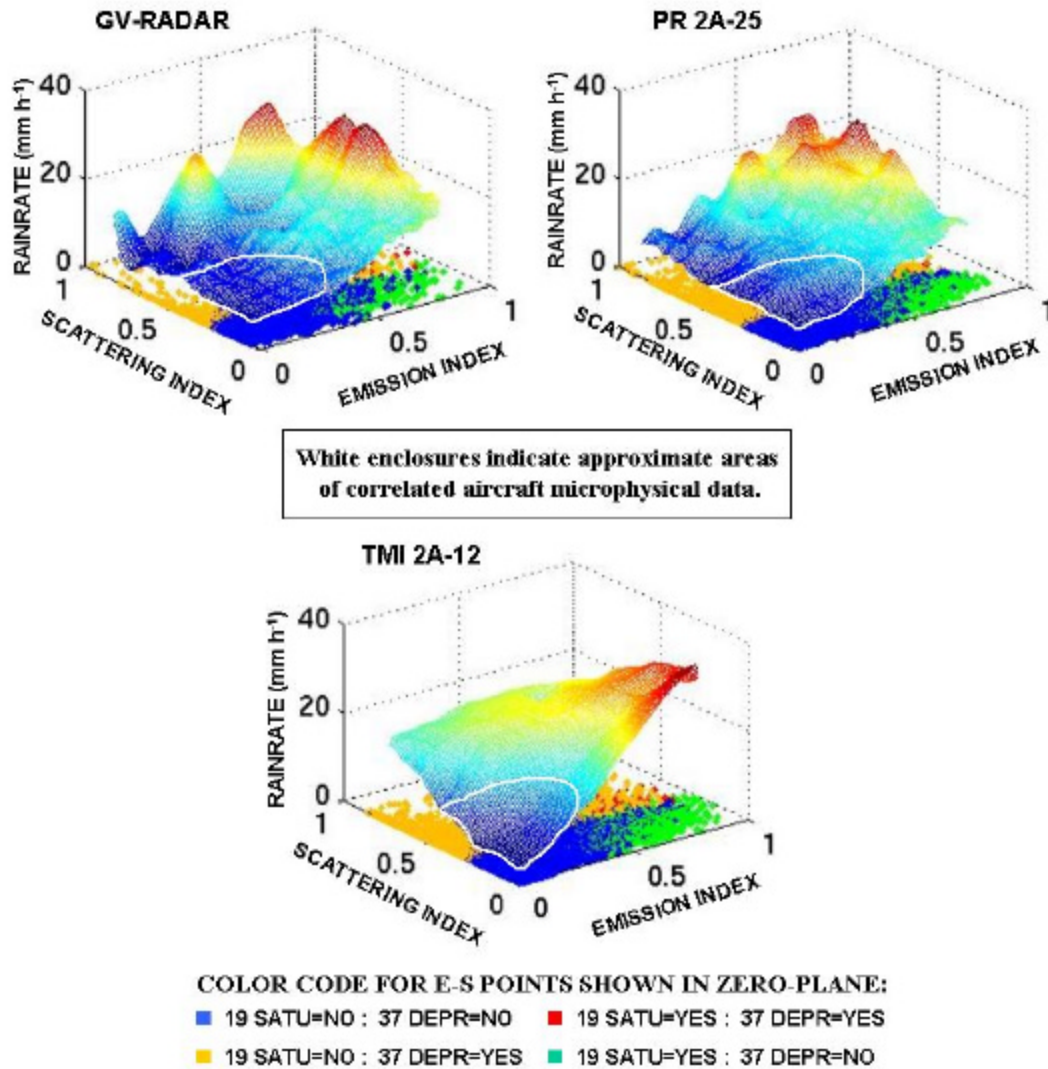 GV-RADAR
RAINRATE (mm h⁻¹)
40
20
0
1
0.5
0
SCATTERING INDEX
0
0.5
1
EMISSION INDEX
PR 2A-25
RAINRATE (mm h⁻¹)
40
20
0
1
0.5
0
SCATTERING INDEX
0
0.5
1
EMISSION INDEX
White enclosures indicate approximate areas
of correlated aircraft microphysical data.
TMI 2A-12
RAINRATE (mm h⁻¹)
40
20
0
1
0.5
0
SCATTERING INDEX
0
0.5
1
EMISSION INDEX
COLOR CODE FOR E-S POINTS SHOWN IN ZERO-PLANE:
19 SATU=NO : 37 DEPR=NO
19 SATU=YES : 37 DEPR=YES
19 SATU=NO : 37 DEPR=YES
19 SATU=YES : 37 DEPR=NO